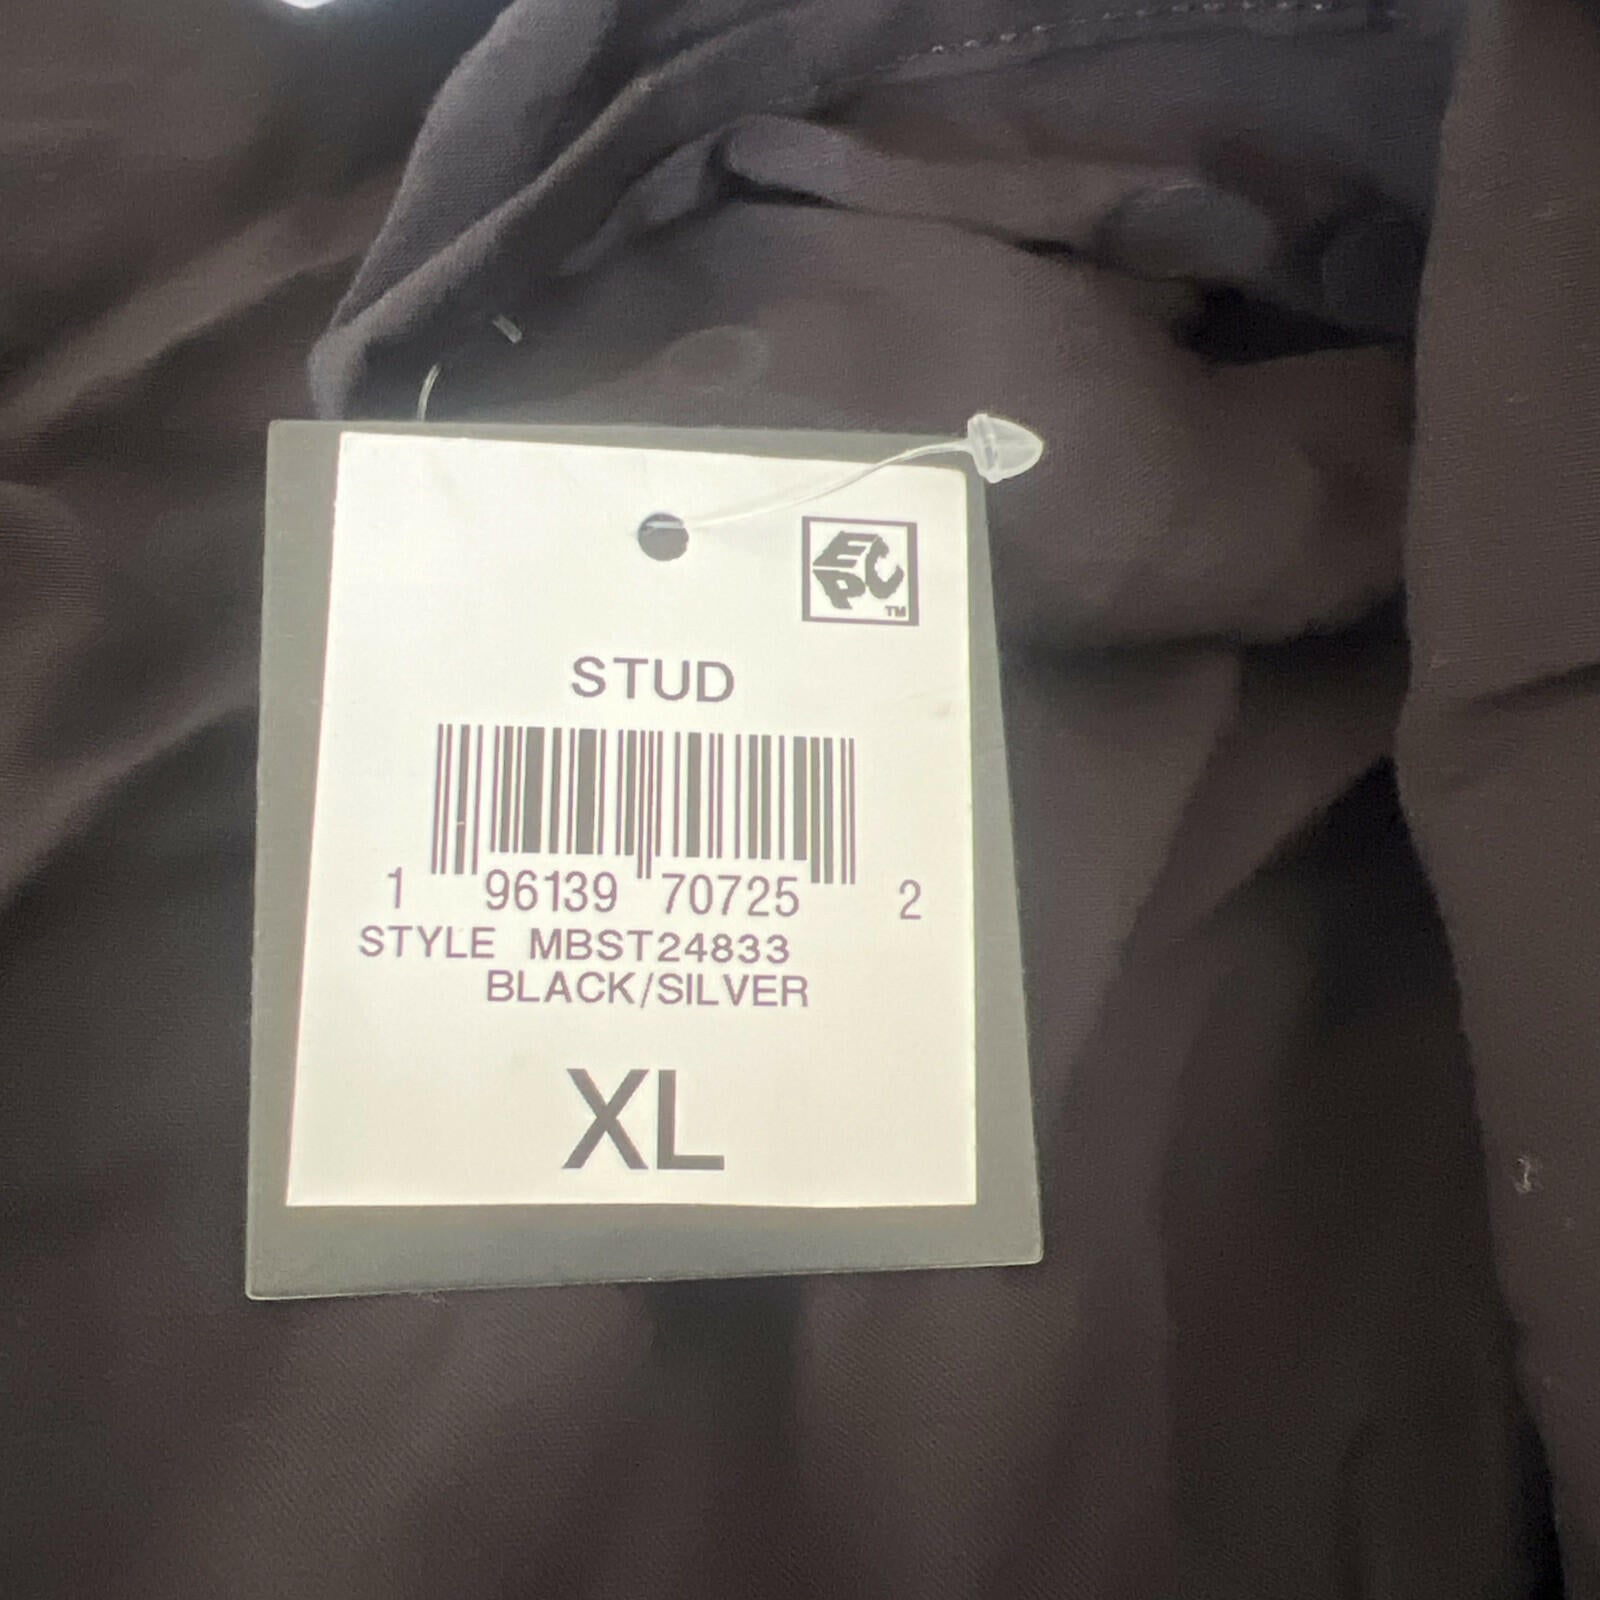 EPC
TM
STUD
1 96139 70725 2
STYLE MBST24833
BLACK/SILVER
XL